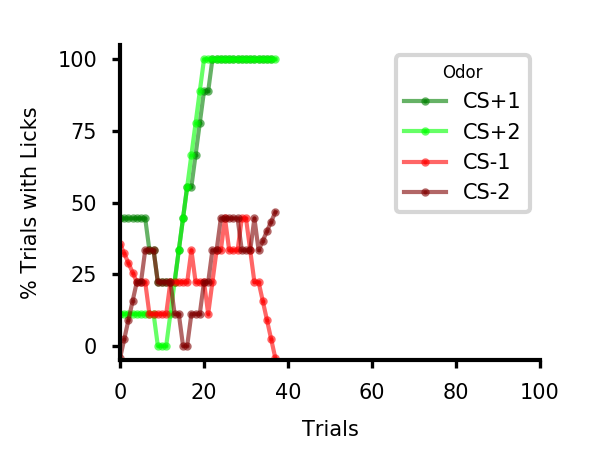 100
75
50
25
0
% Trials with Licks
Odor
CS+1
CS+2
CS-1
CS-2
0 20 40 60 80 100
Trials